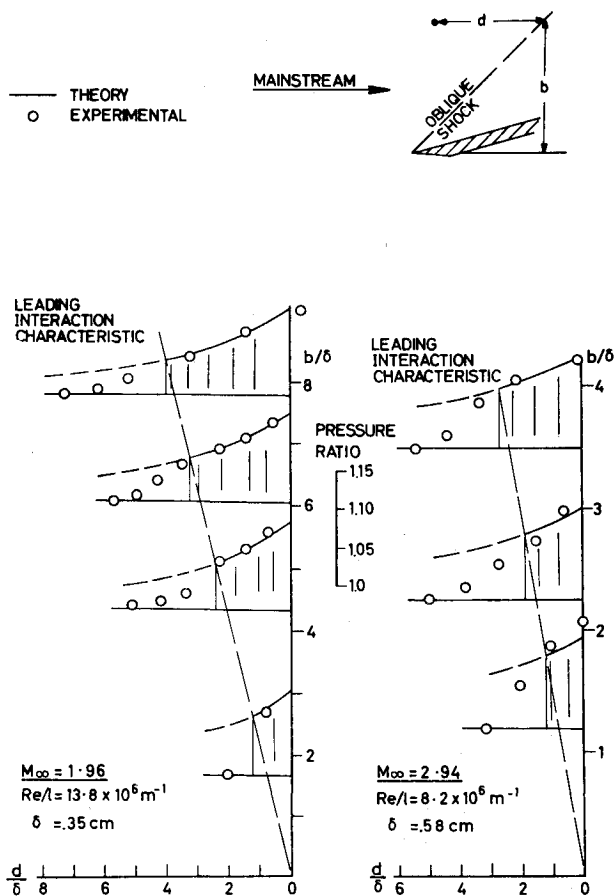 d
MAINSTREAM
b
THEORY
EXPERIMENTAL
OBLIQUE
SHOCK
LEADING
INTERACTION
CHARACTERISTIC
b/δ
8
6
4
2
PRESSURE
RATIO
1.15
1.10
1.05
1.0
LEADING
INTERACTION
CHARACTERISTIC
b/δ
4
3
2
1
M∞ = 1·96
Re/l = 13·8 x 10⁶ m⁻¹
δ = .35 cm
M∞ = 2·94
Re/l = 8·2 x 10⁶ m⁻¹
δ = .58 cm
d/δ 8 6 4 2 0
d/δ 6 4 2 0